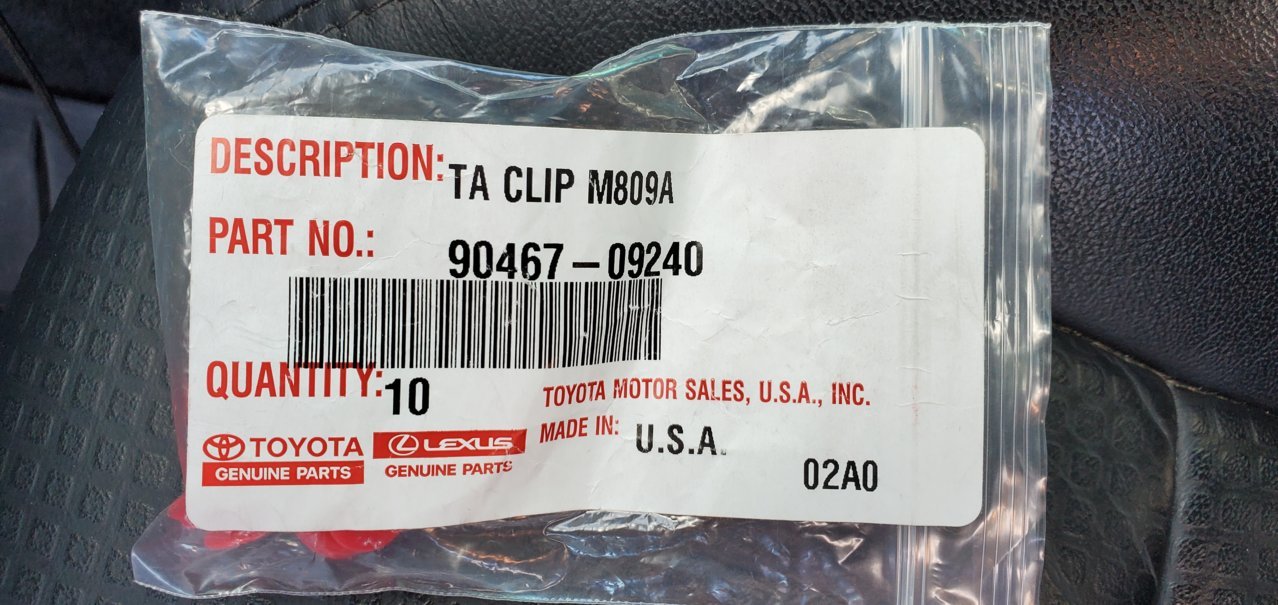 DESCRIPTION: TA CLIP M809A
PART NO.: 90467-09240
QUANTITY: 10
TOYOTA MOTOR SALES, U.S.A., INC.
MADE IN: U.S.A.
TOYOTA
GENUINE PARTS
LEXUS
GENUINE PARTS
02A0